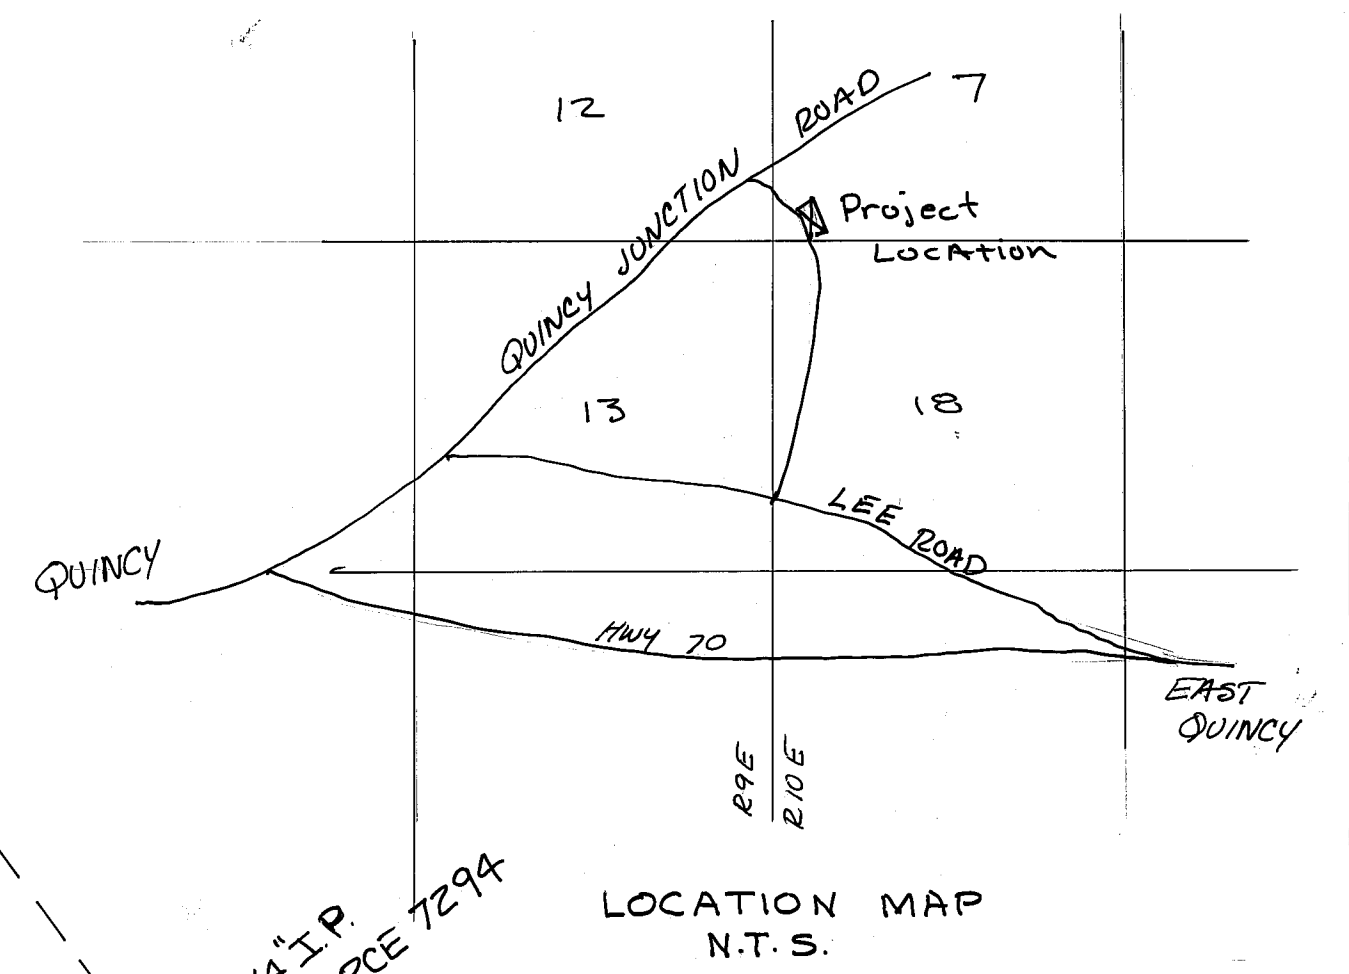 12
7
QUINCY JUNCTION ROAD
Project
LOCAtion
13
18
LEE
ROAD
QUINCY
HWY 70
EAST
QUINCY
R9E
R10E
4" I.P.
RCE 7294
LOCATION MAP
N.T.S.